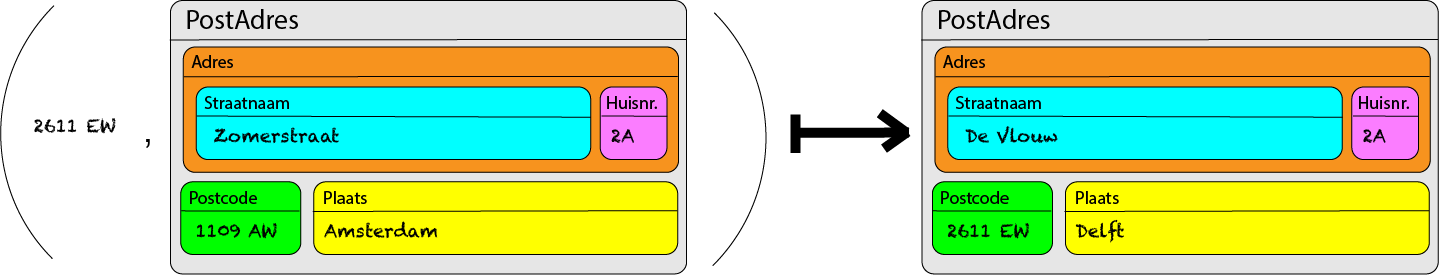 2611 EW ,
PostAdres
Adres
Straatnaam
Zomerstraat
Huisnr.
2A
Postcode
1109 AW
Plaats
Amsterdam
PostAdres
Adres
Straatnaam
De Vlouw
Huisnr.
2A
Postcode
2611 EW
Plaats
Delft